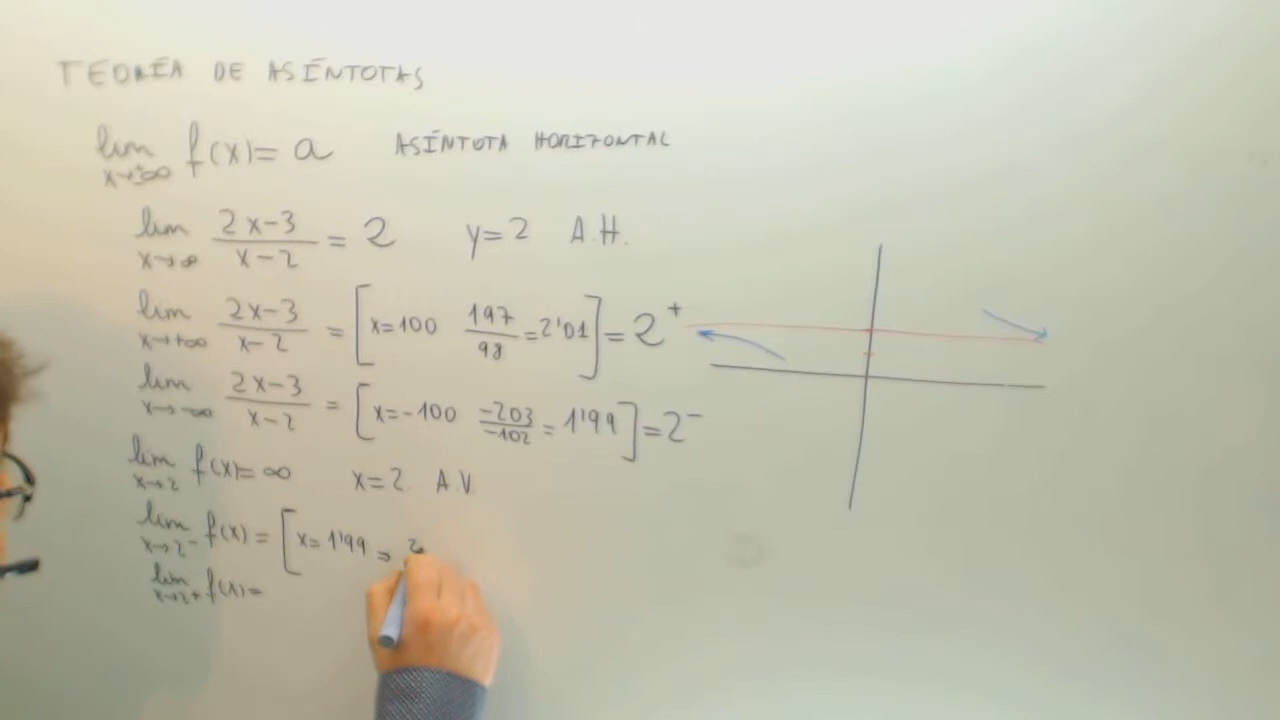 TEORÍA DE ASÍNTOTAS
lim x→±∞ f(x) = a ASÍNTOTA HORIZONTAL
lim x→∞ 2x-3/x-2 = 2 y=2 A.H.
lim x→+∞ 2x-3/x-2 = [x=100 197/98 = 2'01] = 2⁺
lim x→-∞ 2x-3/x-2 = [x=-100 -203/-102 = 1'99] = 2⁻
lim x→2 f(x) = ∞ x=2 A.V.
lim x→2⁻ f(x) = [x=1'99 ⇒ 2
lim x→2⁺ f(x) =